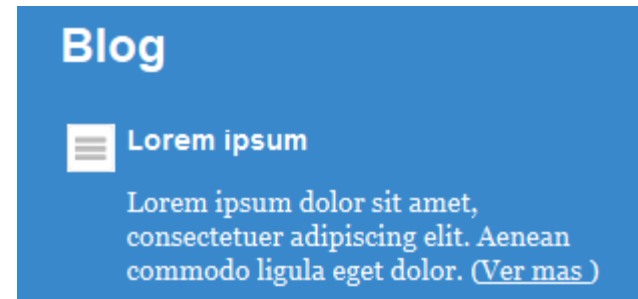 Blog
Lorem ipsum
Lorem ipsum dolor sit amet,
consectetuer adipiscing elit. Aenean
commodo ligula eget dolor. (Ver mas )